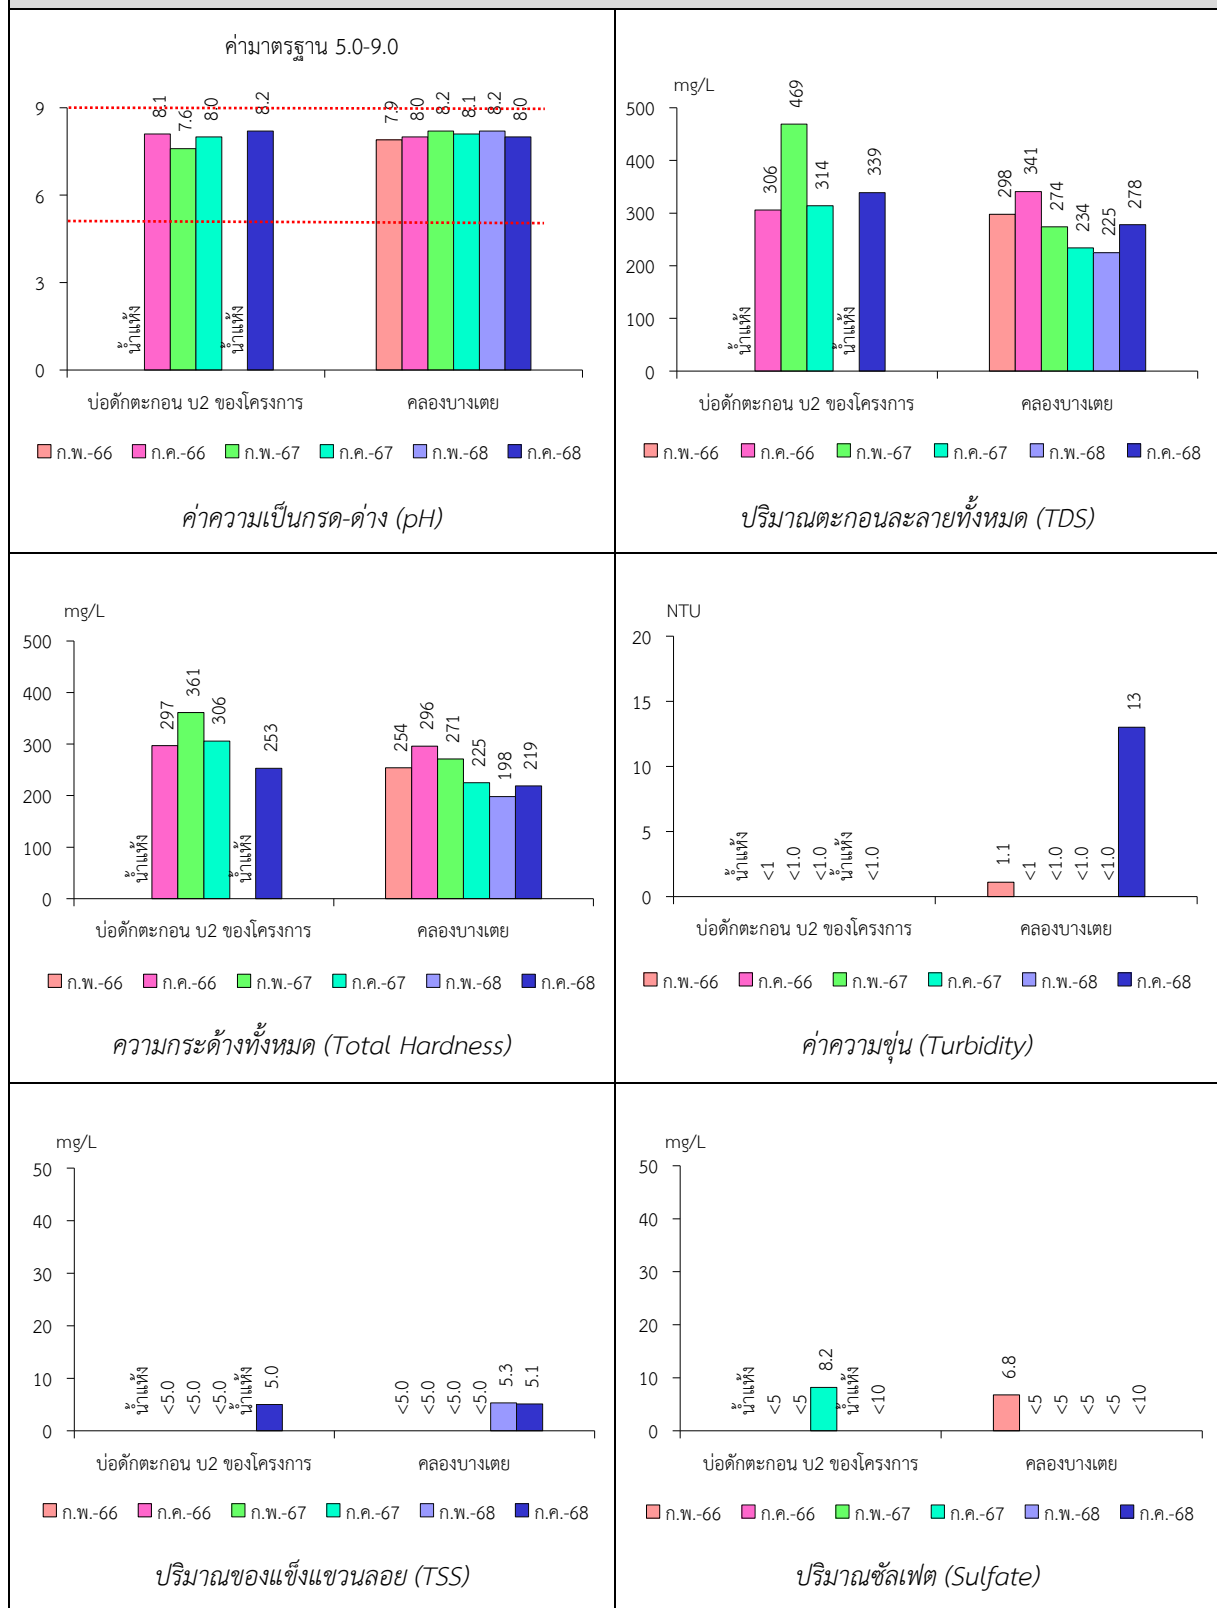 ค่ามาตรฐาน 5.0-9.0
9
6
3
0
น้ำแห้ง
8.1
7.6
8.0
น้ำแห้ง
8.2
7.9
8.0
8.2
8.1
8.2
8.0
บ่อดักตะกอน บ2 ของโครงการ คลองบางเตย
ก.พ.-66 ก.ค.-66 ก.พ.-67 ก.ค.-67 ก.พ.-68 ก.ค.-68
ค่าความเป็นกรด-ด่าง (pH)
mg/L
500
400
300
200
100
0
น้ำแห้ง
306
469
314
น้ำแห้ง
339
298
341
274
234
225
278
บ่อดักตะกอน บ2 ของโครงการ คลองบางเตย
ก.พ.-66 ก.ค.-66 ก.พ.-67 ก.ค.-67 ก.พ.-68 ก.ค.-68
ปริมาณตะกอนละลายทั้งหมด (TDS)
mg/L
500
400
300
200
100
0
น้ำแห้ง
297
361
306
น้ำแห้ง
253
254
296
271
225
198
219
บ่อดักตะกอน บ2 ของโครงการ คลองบางเตย
ก.พ.-66 ก.ค.-66 ก.พ.-67 ก.ค.-67 ก.พ.-68 ก.ค.-68
ความกระด้างทั้งหมด (Total Hardness)
NTU
20
15
10
5
0
น้ำแห้ง
<1
<1.0
<1.0
น้ำแห้ง
<1.0
1.1
<1
<1.0
<1.0
<1.0
13
บ่อดักตะกอน บ2 ของโครงการ คลองบางเตย
ก.พ.-66 ก.ค.-66 ก.พ.-67 ก.ค.-67 ก.พ.-68 ก.ค.-68
ค่าความขุ่น (Turbidity)
mg/L
50
40
30
20
10
0
น้ำแห้ง
<5.0
<5.0
<5.0
น้ำแห้ง
5.0
<5.0
<5.0
<5.0
<5.0
5.3
5.1
บ่อดักตะกอน บ2 ของโครงการ คลองบางเตย
ก.พ.-66 ก.ค.-66 ก.พ.-67 ก.ค.-67 ก.พ.-68 ก.ค.-68
ปริมาณของแข็งแขวนลอย (TSS)
mg/L
50
40
30
20
10
0
น้ำแห้ง
<5
<5
8.2
น้ำแห้ง
<10
6.8
<5
<5
<5
<5
<10
บ่อดักตะกอน บ2 ของโครงการ คลองบางเตย
ก.พ.-66 ก.ค.-66 ก.พ.-67 ก.ค.-67 ก.พ.-68 ก.ค.-68
ปริมาณซัลเฟต (Sulfate)